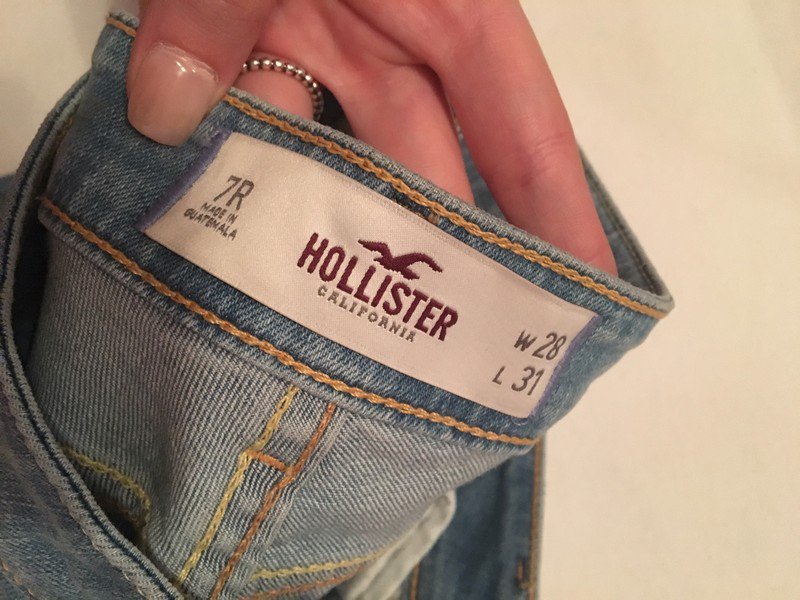 7R
MADE IN
GUATEMALA
HOLLISTER
CALIFORNIA
W 28
L 31